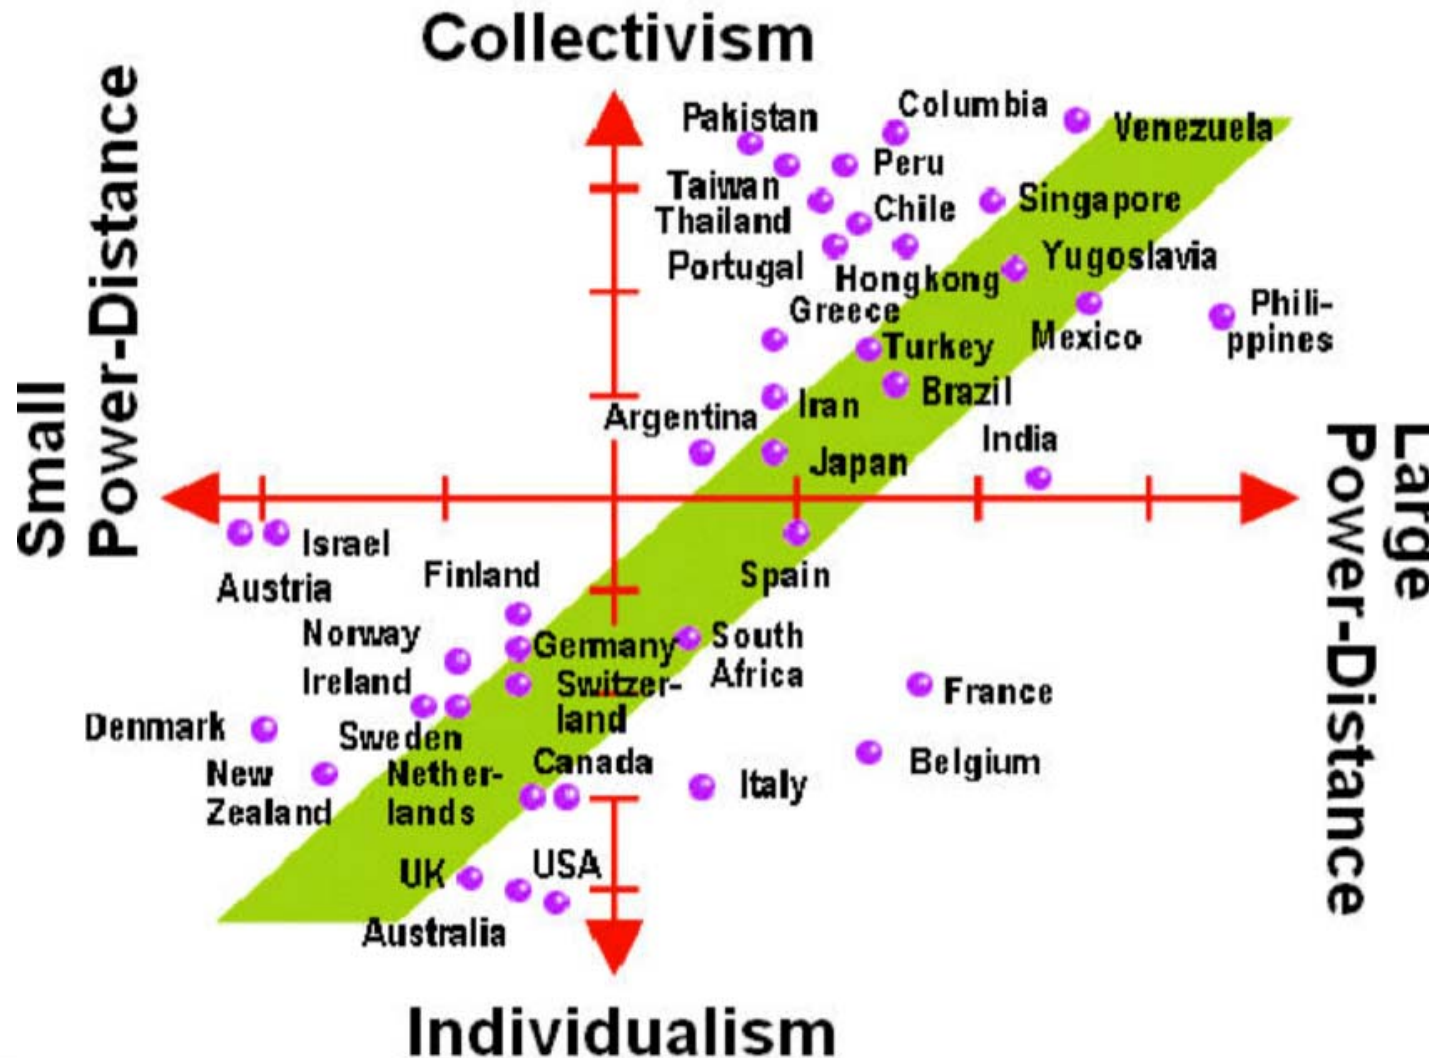 Collectivism
Small
Power-Distance
Large
Power-Distance
Pakistan
Columbia
Venezuela
Peru
Taiwan
Thailand
Chile
Singapore
Portugal
Hongkong
Yugoslavia
Greece
Phili-
ppines
Turkey
Mexico
Iran
Brazil
Argentina
Japan
India
Israel
Austria
Finland
Spain
Norway
Germany
South
Africa
Ireland
Switzer-
land
France
Denmark
Sweden
Canada
Belgium
New
Zealand
Nether-
lands
Italy
UK
USA
Australia
Individualism